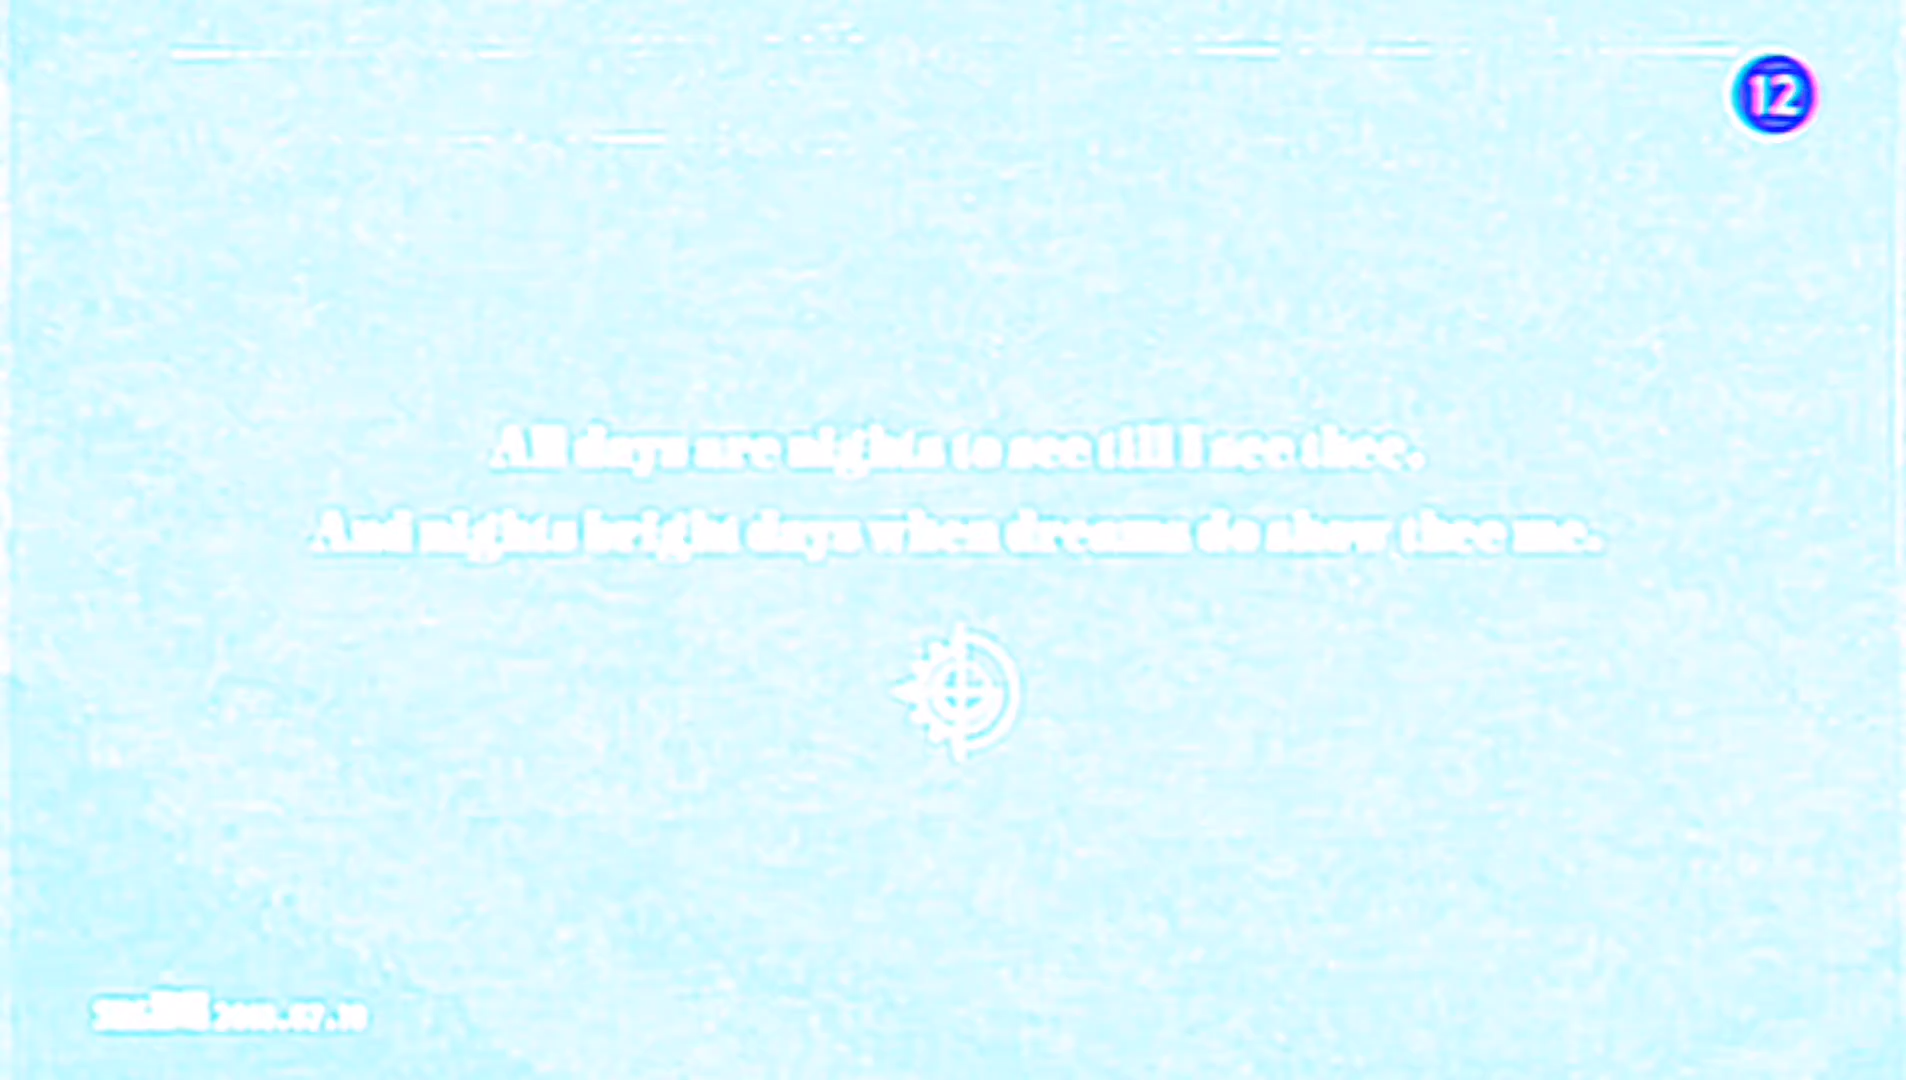 12
All days are nights to see till I see thee.
And nights bright days when dreams do show thee me.